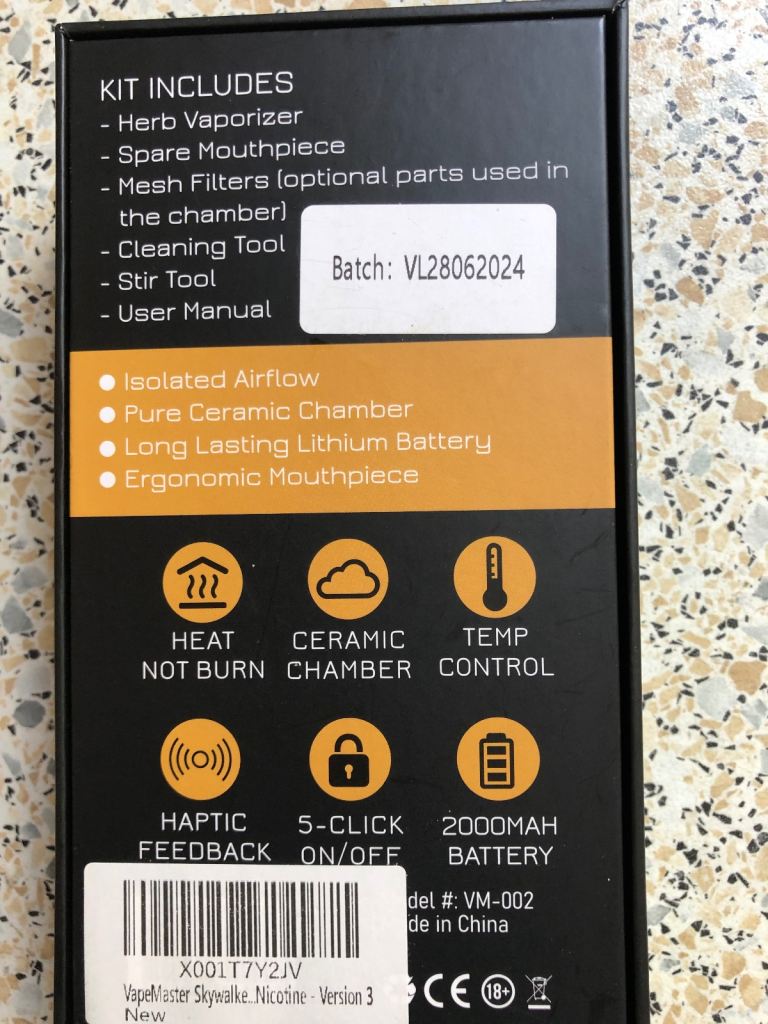 KIT INCLUDES
- Herb Vaporizer
- Spare Mouthpiece
- Mesh Filters (optional parts used in
the chamber)
- Cleaning Tool
- Stir Tool
- User Manual
Batch: VL28062024
Isolated Airflow
Pure Ceramic Chamber
Long Lasting Lithium Battery
Ergonomic Mouthpiece
HEAT
NOT BURN
CERAMIC
CHAMBER
TEMP
CONTROL
HAPTIC
FEEDBACK
5-CLICK
ON/OFF
2000MAH
BATTERY
del #: VM-002
de in China
X001T7Y2JV
VapeMaster Skywalke...Nicotine - Version 3
New
CE 18+